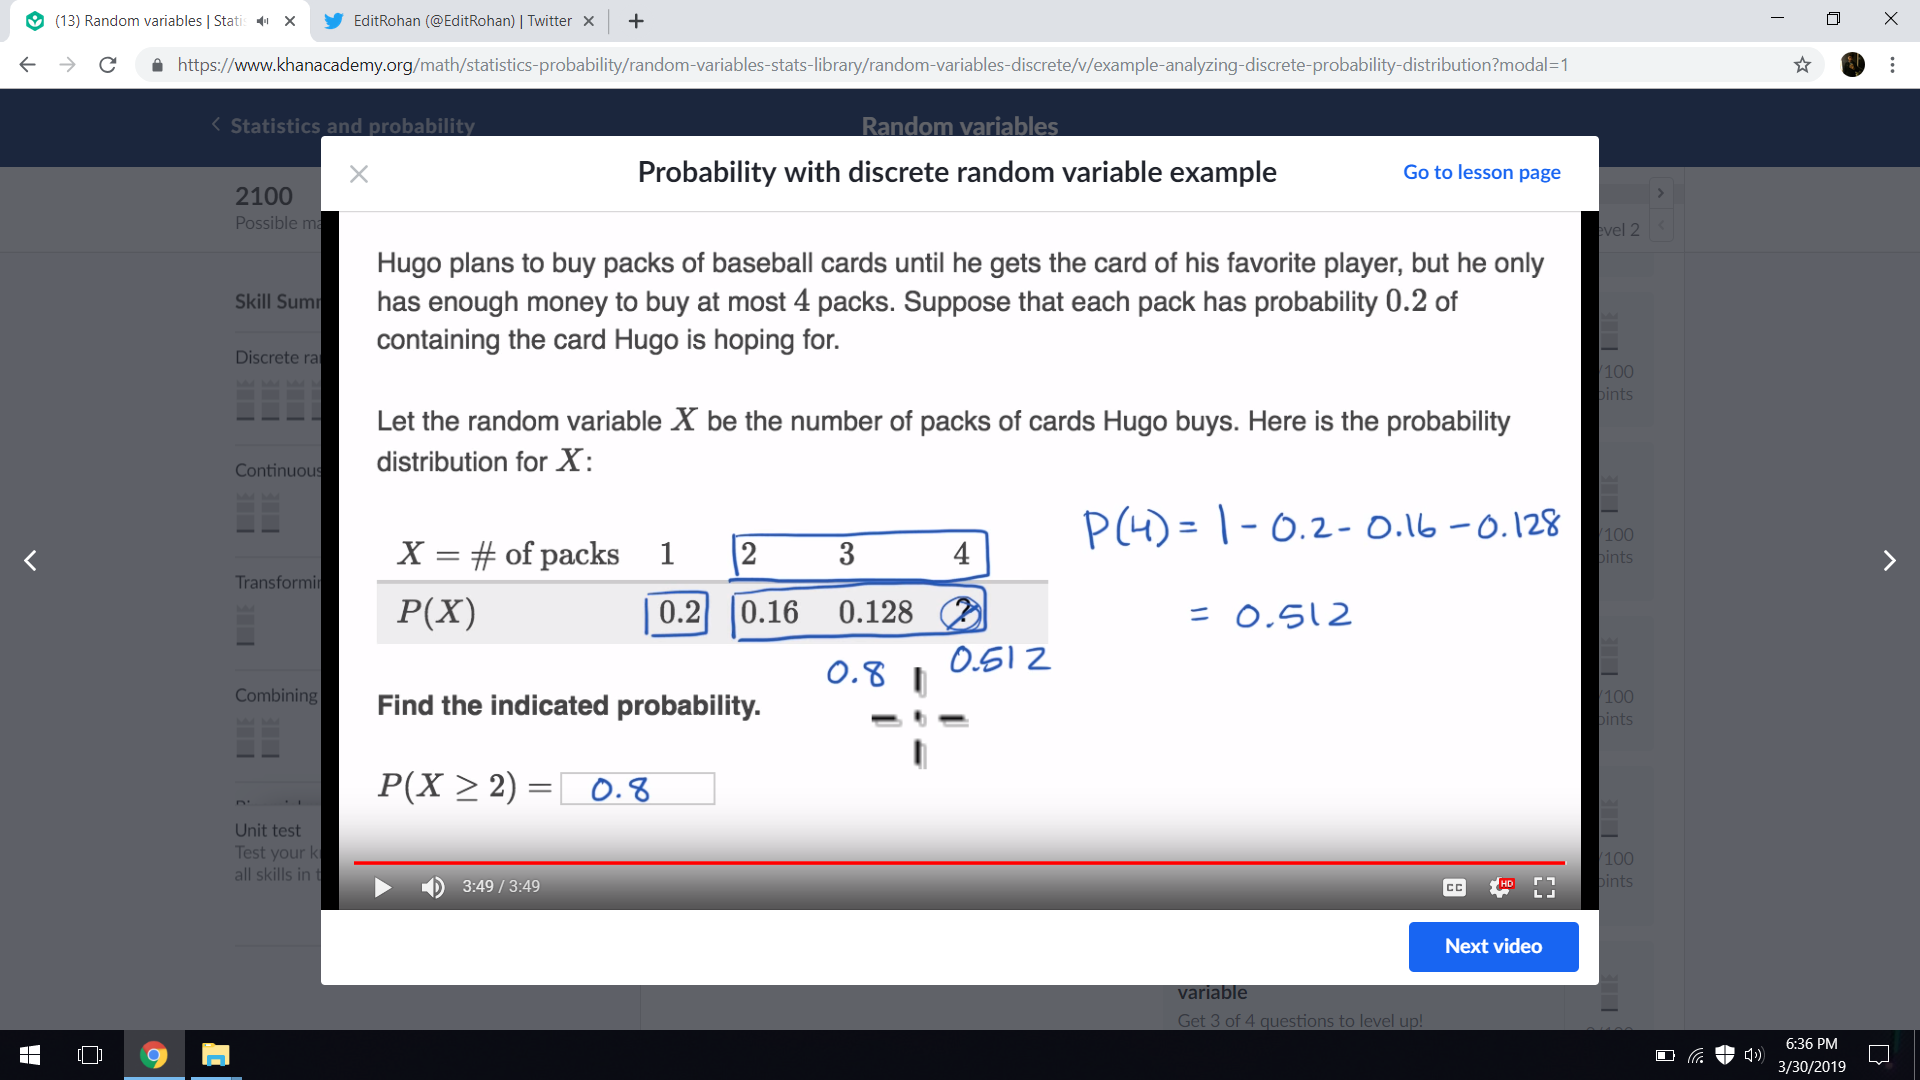 (13) Random variables | Stati
EditRohan (@EditRohan) | Twitter
https://www.khanacademy.org/math/statistics-probability/random-variables-stats-library/random-variables-discrete/v/example-analyzing-discrete-probability-distribution?modal=1
Statistics and probability
Random variables
Probability with discrete random variable example
Go to lesson page
2100
Possible ma
evel 2
Hugo plans to buy packs of baseball cards until he gets the card of his favorite player, but he only
has enough money to buy at most 4 packs. Suppose that each pack has probability 0.2 of
containing the card Hugo is hoping for.
Let the random variable X be the number of packs of cards Hugo buys. Here is the probability
distribution for X:
X = # of packs 1 2 3 4
P(X) 0.2 0.16 0.128 ?
0.8 0.512
P(4) = 1 - 0.2 - 0.16 - 0.128
= 0.512
Find the indicated probability.
P(X ≥ 2) = 0.8
Skill Summ
Discrete ra
Continuous
Transformin
Combining
Unit test
Test your k
all skills in t
/100
oints
/100
oints
/100
oints
/100
oints
3:49 / 3:49
CC
HD
Next video
variable
Get 3 of 4 questions to level up!
6:36 PM
3/30/2019